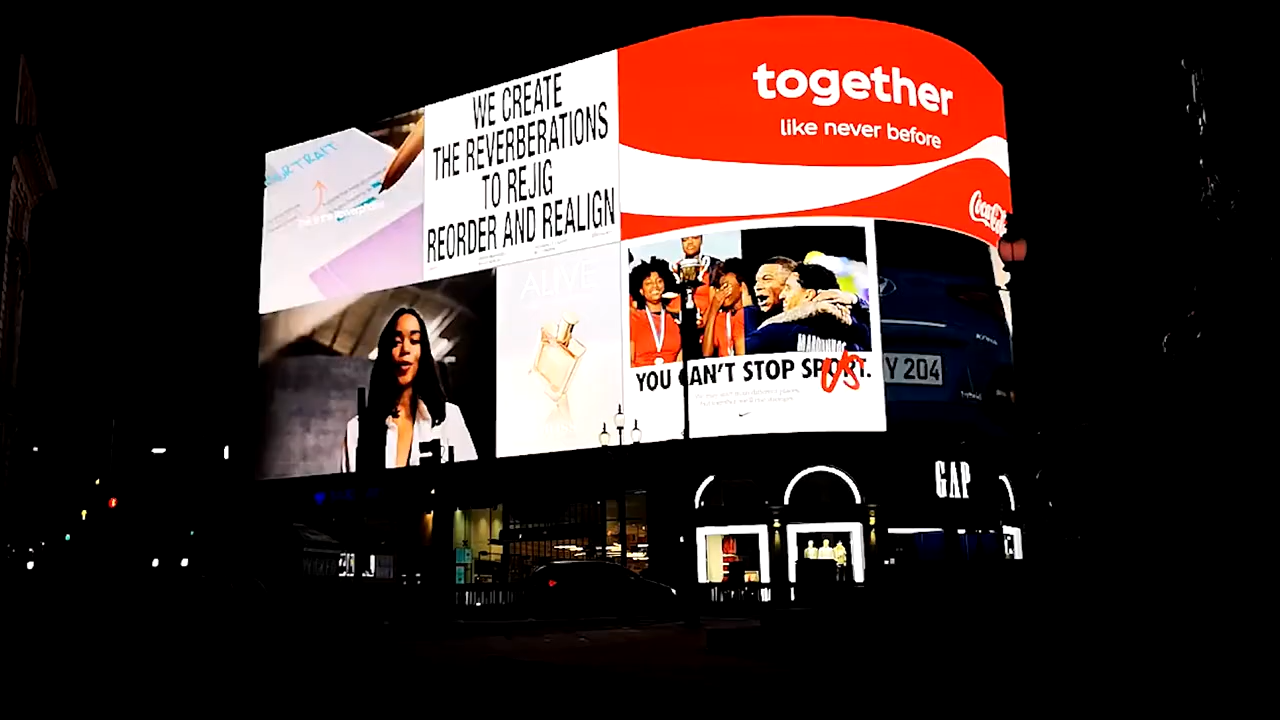 WE CREATE
THE REVERBERATIONS
TO REJIG
REORDER AND REALIGN
together
like never before
Coca-Cola
ALIVE
YOU CAN'T STOP SPORT.
US
Y 204
GAP